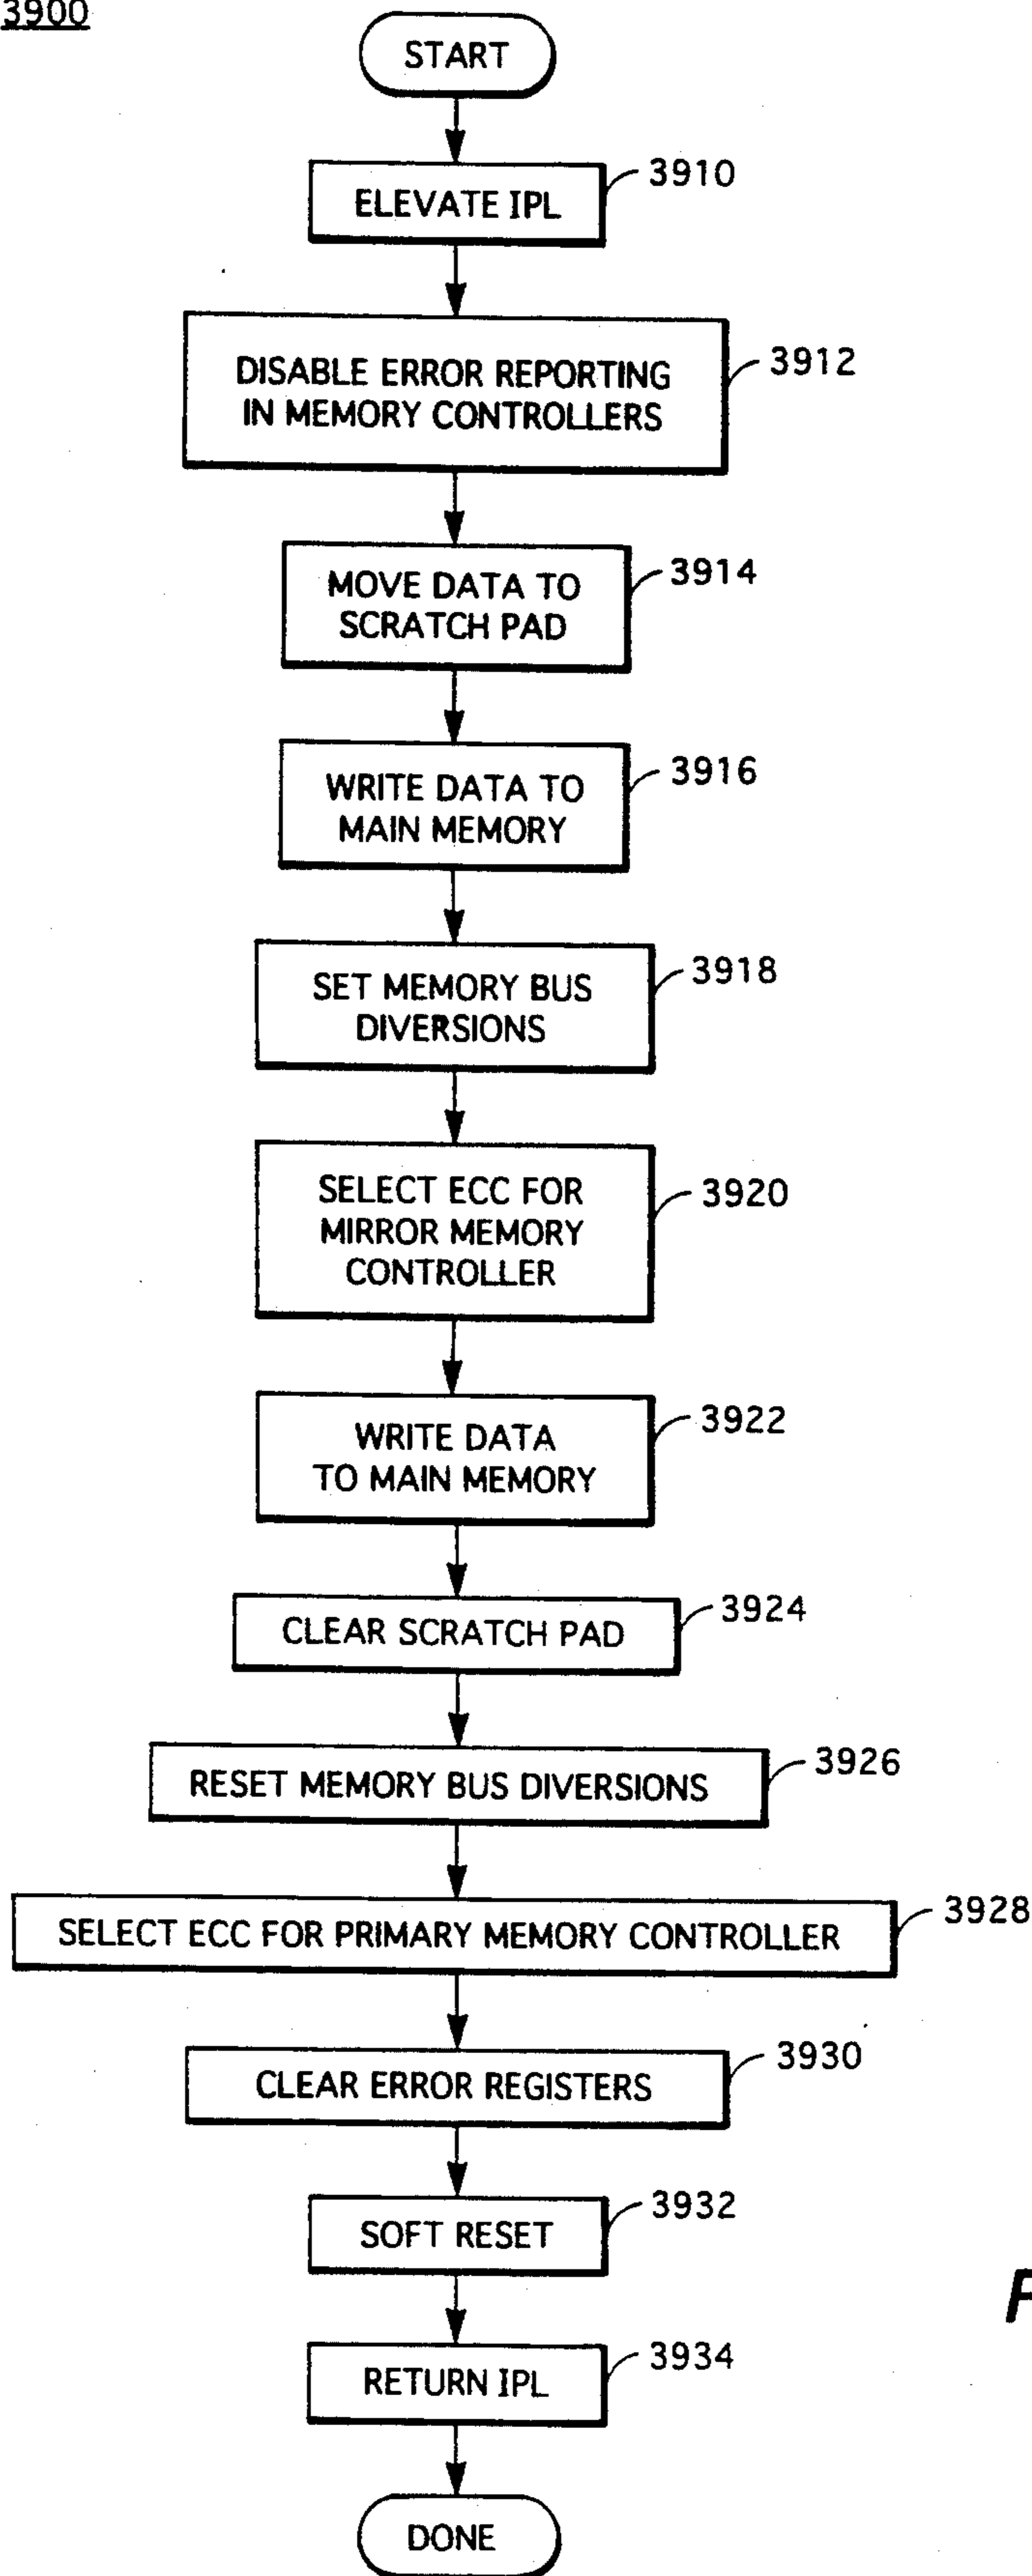 3900
START
ELEVATE IPL
3910
DISABLE ERROR REPORTING
IN MEMORY CONTROLLERS
3912
MOVE DATA TO
SCRATCH PAD
3914
WRITE DATA TO
MAIN MEMORY
3916
SET MEMORY BUS
DIVERSIONS
3918
SELECT ECC FOR
MIRROR MEMORY
CONTROLLER
3920
WRITE DATA
TO MAIN MEMORY
3922
CLEAR SCRATCH PAD
3924
RESET MEMORY BUS DIVERSIONS
3926
SELECT ECC FOR PRIMARY MEMORY CONTROLLER
3928
CLEAR ERROR REGISTERS
3930
SOFT RESET
3932
RETURN IPL
3934
DONE